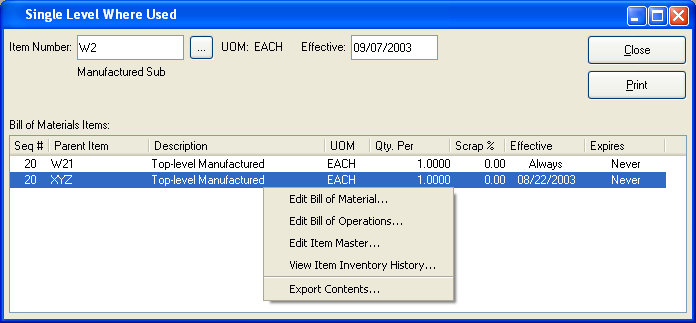 Single Level Where Used
Item Number: W2 ... UOM: EACH Effective: 09/07/2003 Close
Manufactured Sub
Print
Bill of Materials Items:
Seq # Parent Item Description UOM Qty. Per Scrap % Effective Expires
20 W21 Top-level Manufactured EACH 1.0000 0.00 Always Never
20 XYZ Top-level Manufactured EACH 1.0000 0.00 08/22/2003 Never
Edit Bill of Material...
Edit Bill of Operations...
Edit Item Master...
View Item Inventory History...
Export Contents...